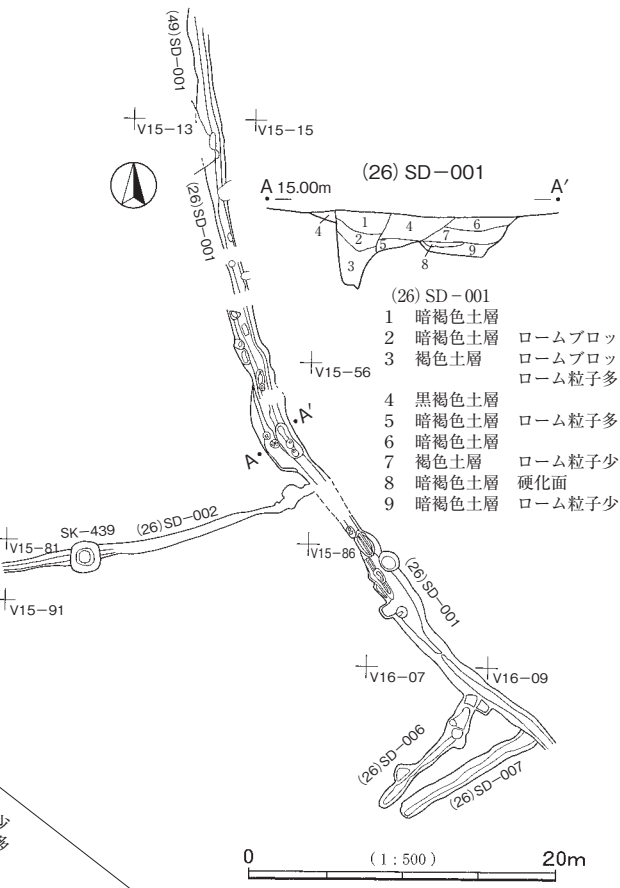 (49)SD-001
V15-13
V15-15
(26)SD-001
(26)SD-001
A 15.00m A′
1
4
6
4
2
5
7
3
8
9
(26)SD-001
1 暗褐色土層
2 暗褐色土層 ロームブロッ
3 褐色土層 ロームブロッ
ローム粒子多
4 黒褐色土層
5 暗褐色土層 ローム粒子多
6 暗褐色土層
7 褐色土層 ローム粒子少
8 暗褐色土層 硬化面
9 暗褐色土層 ローム粒子少
V15-56
A′
A
(26)SD-002
SK-439
V15-81
V15-86
V15-91
(26)SD-001
V16-07
V16-09
(26)SD-006
(26)SD-007
0 (1:500) 20m